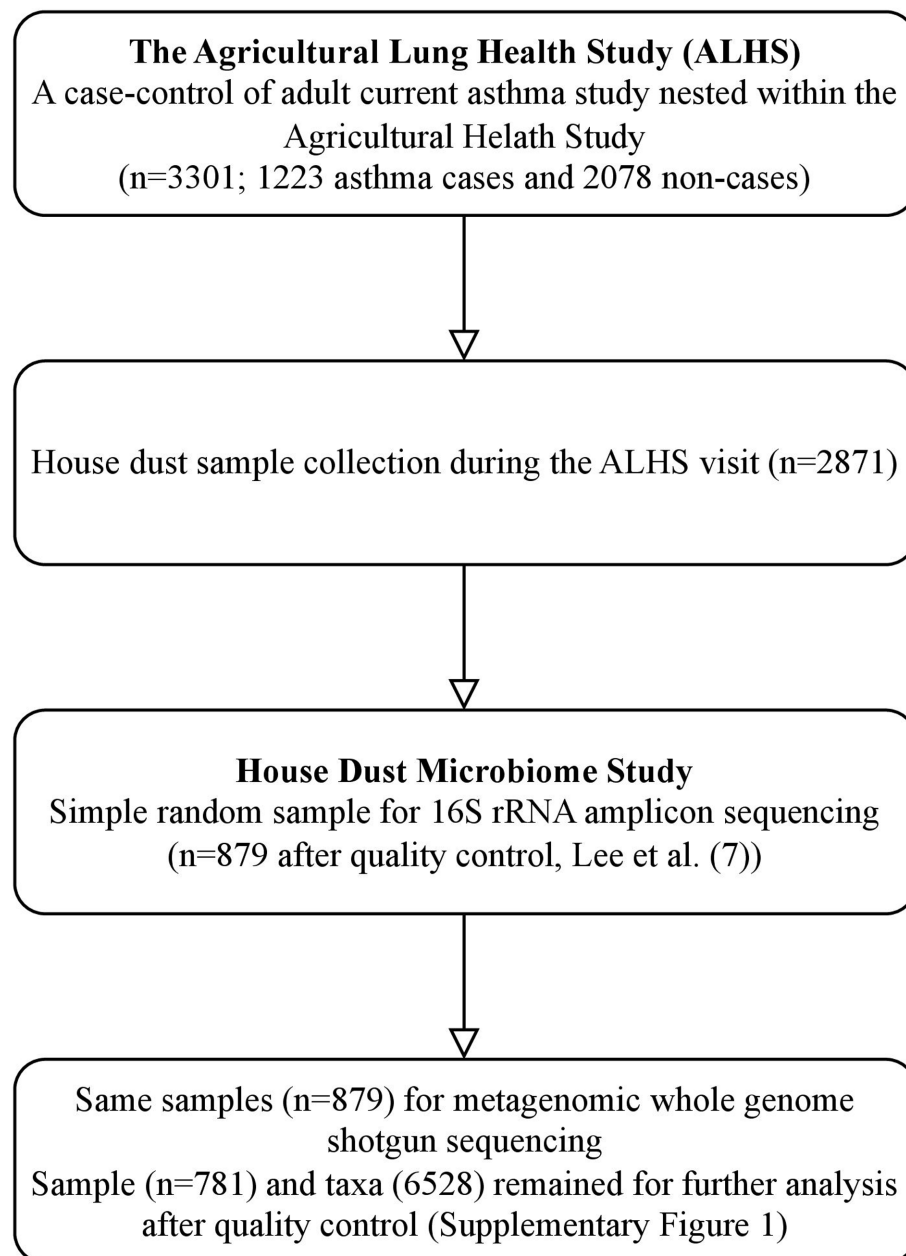 The Agricultural Lung Health Study (ALHS)
A case-control of adult current asthma study nested within the
Agricultural Helath Study
(n=3301; 1223 asthma cases and 2078 non-cases)
House dust sample collection during the ALHS visit (n=2871)
House Dust Microbiome Study
Simple random sample for 16S rRNA amplicon sequencing
(n=879 after quality control, Lee et al. (7))
Same samples (n=879) for metagenomic whole genome
shotgun sequencing
Sample (n=781) and taxa (6528) remained for further analysis
after quality control (Supplementary Figure 1)